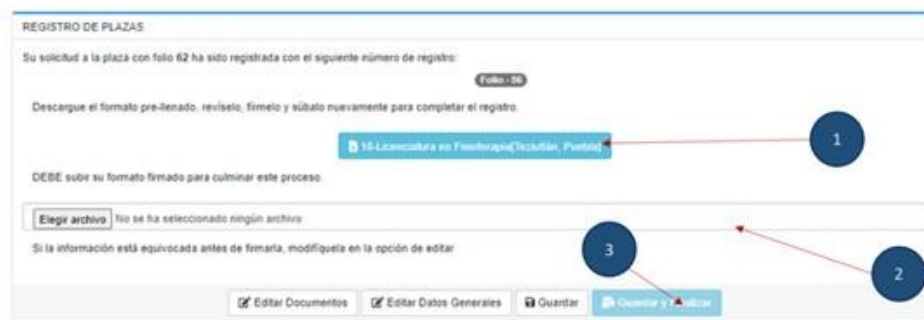 REGISTRO DE PLAZAS
Su solicitud a la plaza con folio 62 ha sido registrada con el siguiente número de registro:
Folio - 56
Descargue el formato pre-llenado, revíselo, fírmelo y súbalo nuevamente para completar el registro.
18-Licenciatura en Fisioterapia[Teziutlán, Puebla]
1
DEBE subir su formato firmado para culminar este proceso.
Elegir archivo No se ha seleccionado ningún archivo
Si la información está equivocada antes de firmarla, modifíquela en la opción de editar
3
2
Editar Documentos Editar Datos Generales Guardar Guardar y Finalizar